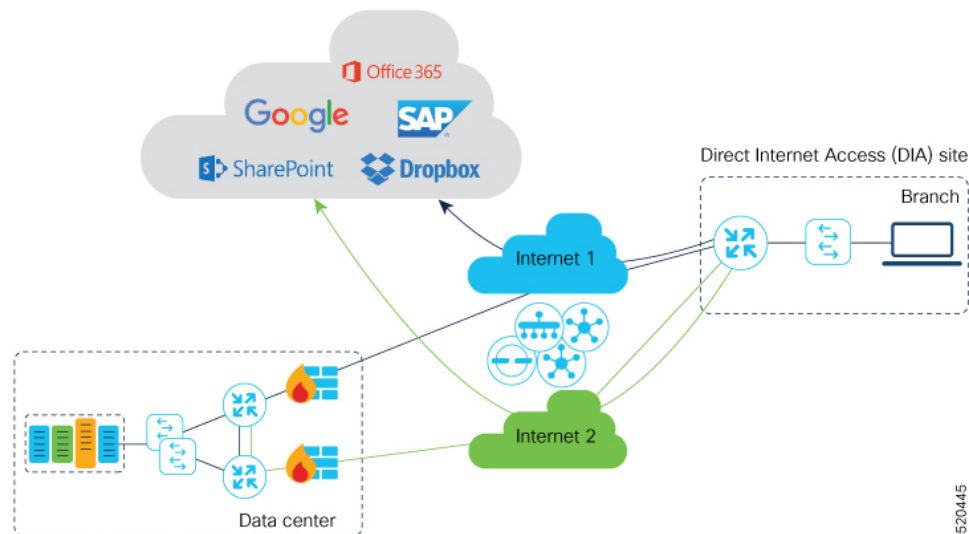 Office 365
Google
SAP
SharePoint
Dropbox
Direct Internet Access (DIA) site
Branch
Internet 1
Internet 2
Data center
520445